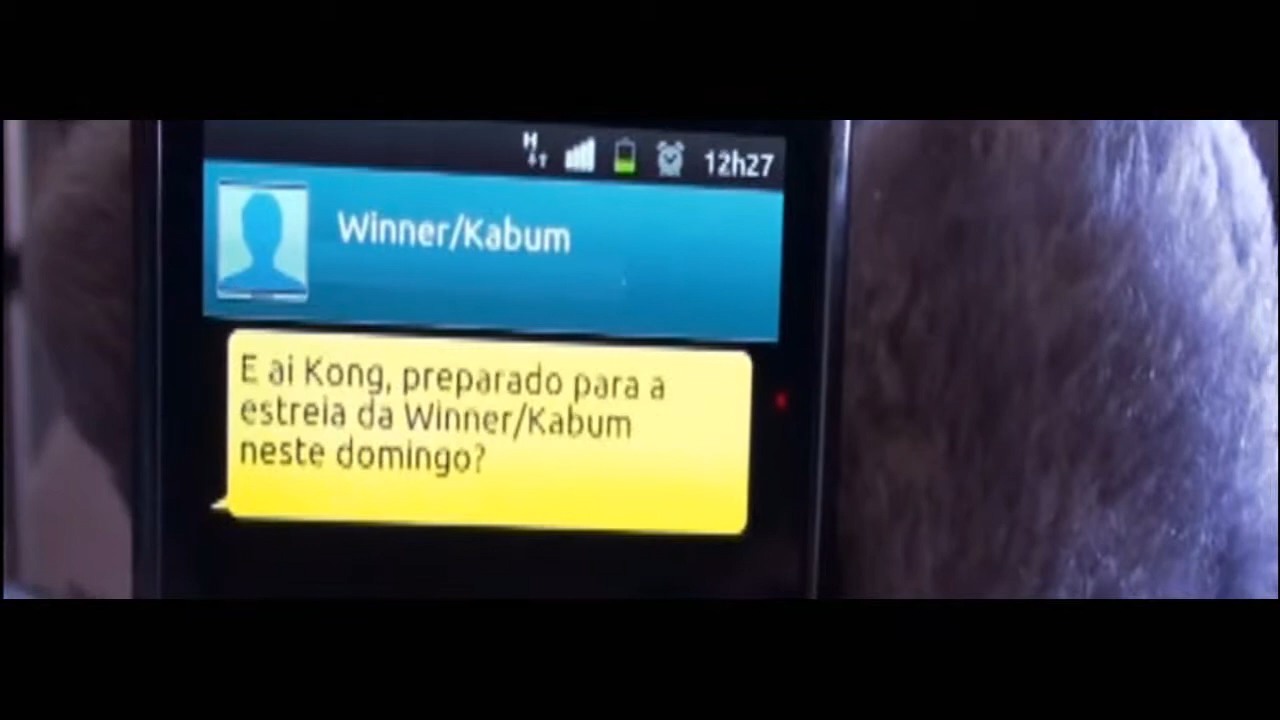 H
12h27
Winner/Kabum
E ai Kong, preparado para a
estreia da Winner/Kabum
neste domingo?